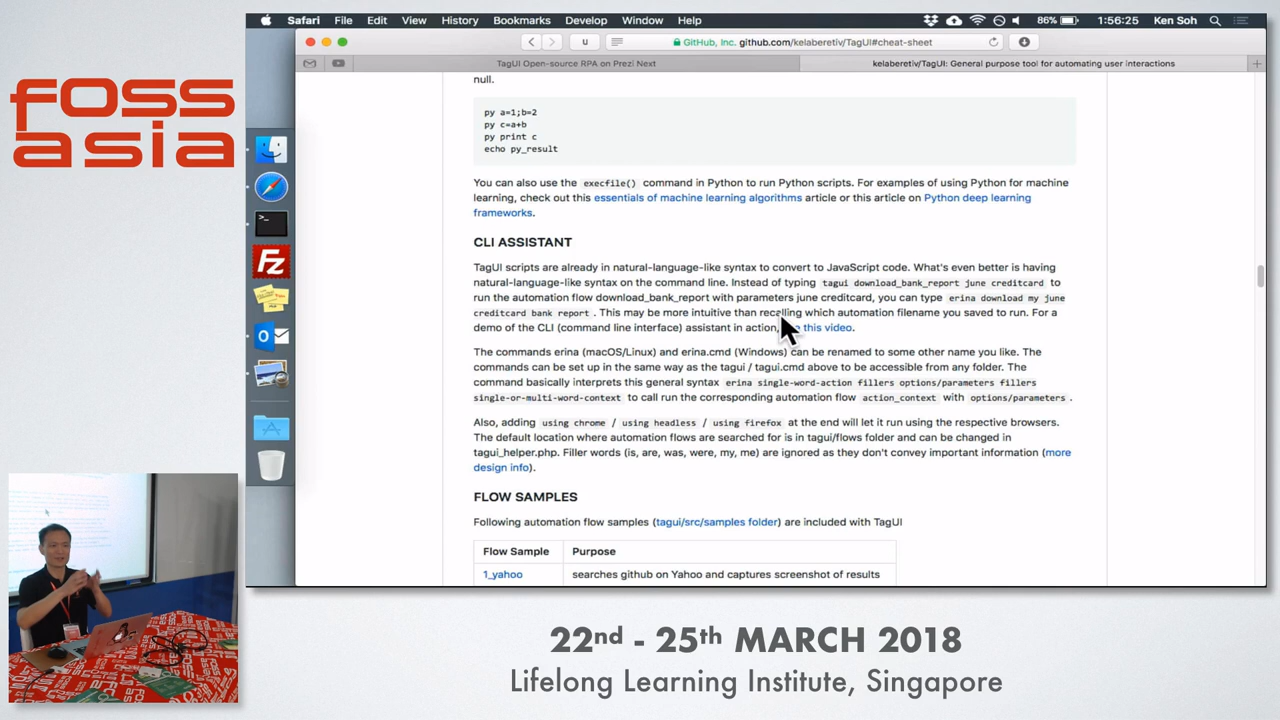 foss
asia
Safari File Edit View History Bookmarks Develop Window Help 86% 1:56:25 Ken Soh
u GitHub, Inc. github.com/kelaberetiv/TagUI#cheat-sheet
TagUI Open-source RPA on Prezi Next kelaberetiv/TagUI: General purpose tool for automating user interactions
null.
py a=1;b=2
py c=a+b
py print c
echo py_result
You can also use the execfile() command in Python to run Python scripts. For examples of using Python for machine
learning, check out this essentials of machine learning algorithms article or this article on Python deep learning
frameworks.
CLI ASSISTANT
TagUI scripts are already in natural-language-like syntax to convert to JavaScript code. What's even better is having
natural-language-like syntax on the command line. Instead of typing tagui download_bank_report june creditcard to
run the automation flow download_bank_report with parameters june creditcard, you can type erina download my june
creditcard bank report . This may be more intuitive than recalling which automation filename you saved to run. For a
demo of the CLI (command line interface) assistant in action, this video.
The commands erina (macOS/Linux) and erina.cmd (Windows) can be renamed to some other name you like. The
commands can be set up in the same way as the tagui / tagui.cmd above to be accessible from any folder. The
command basically interprets this general syntax erina single-word-action fillers options/parameters fillers
single-or-multi-word-context to call run the corresponding automation flow action_context with options/parameters .
Also, adding using chrome / using headless / using firefox at the end will let it run using the respective browsers.
The default location where automation flows are searched for is in tagui/flows folder and can be changed in
tagui_helper.php. Filler words (is, are, was, were, my, me) are ignored as they don't convey important information (more
design info).
FLOW SAMPLES
Following automation flow samples (tagui/src/samples folder) are included with TagUI
Flow Sample Purpose
1_yahoo searches github on Yahoo and captures screenshot of results
22nd - 25th MARCH 2018
Lifelong Learning Institute, Singapore